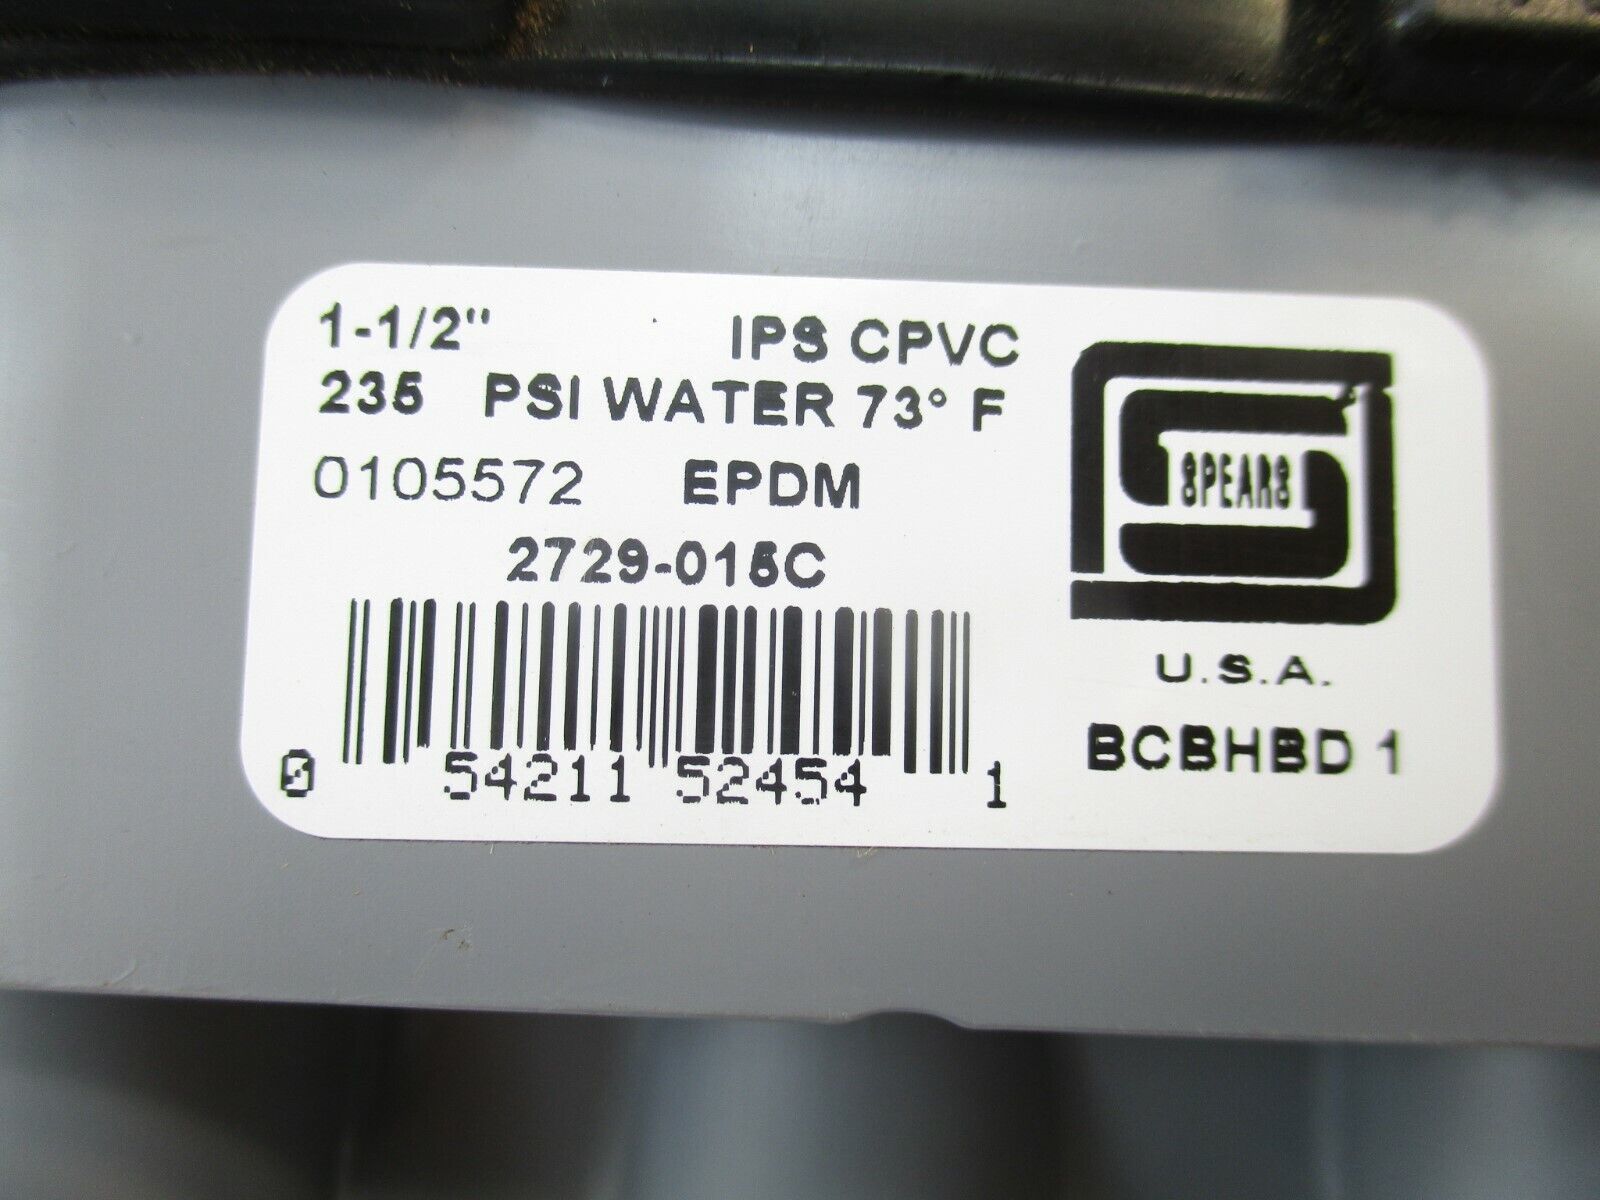 1-1/2" IPS CPVC
235 PSI WATER 73° F
0105572 EPDM
2729-015C
0 54211 52454 1
SPEARS
U.S.A.
BCBHBD 1